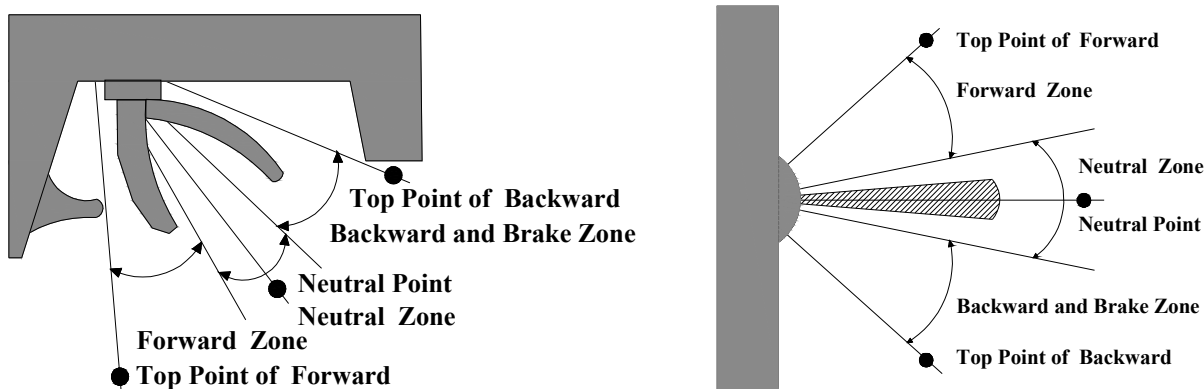 Top Point of Backward
Backward and Brake Zone
Neutral Point
Neutral Zone
Forward Zone
Top Point of Forward
Top Point of Forward
Forward Zone
Neutral Zone
Neutral Point
Backward and Brake Zone
Top Point of Backward